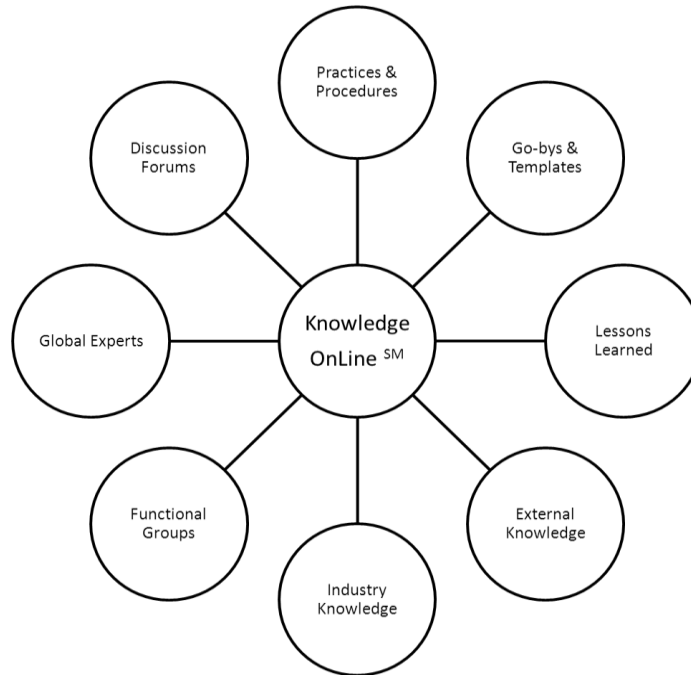 Practices &
Procedures
Discussion
Forums
Go-bys &
Templates
Global Experts
Knowledge
OnLine SM
Lessons
Learned
Functional
Groups
External
Knowledge
Industry
Knowledge